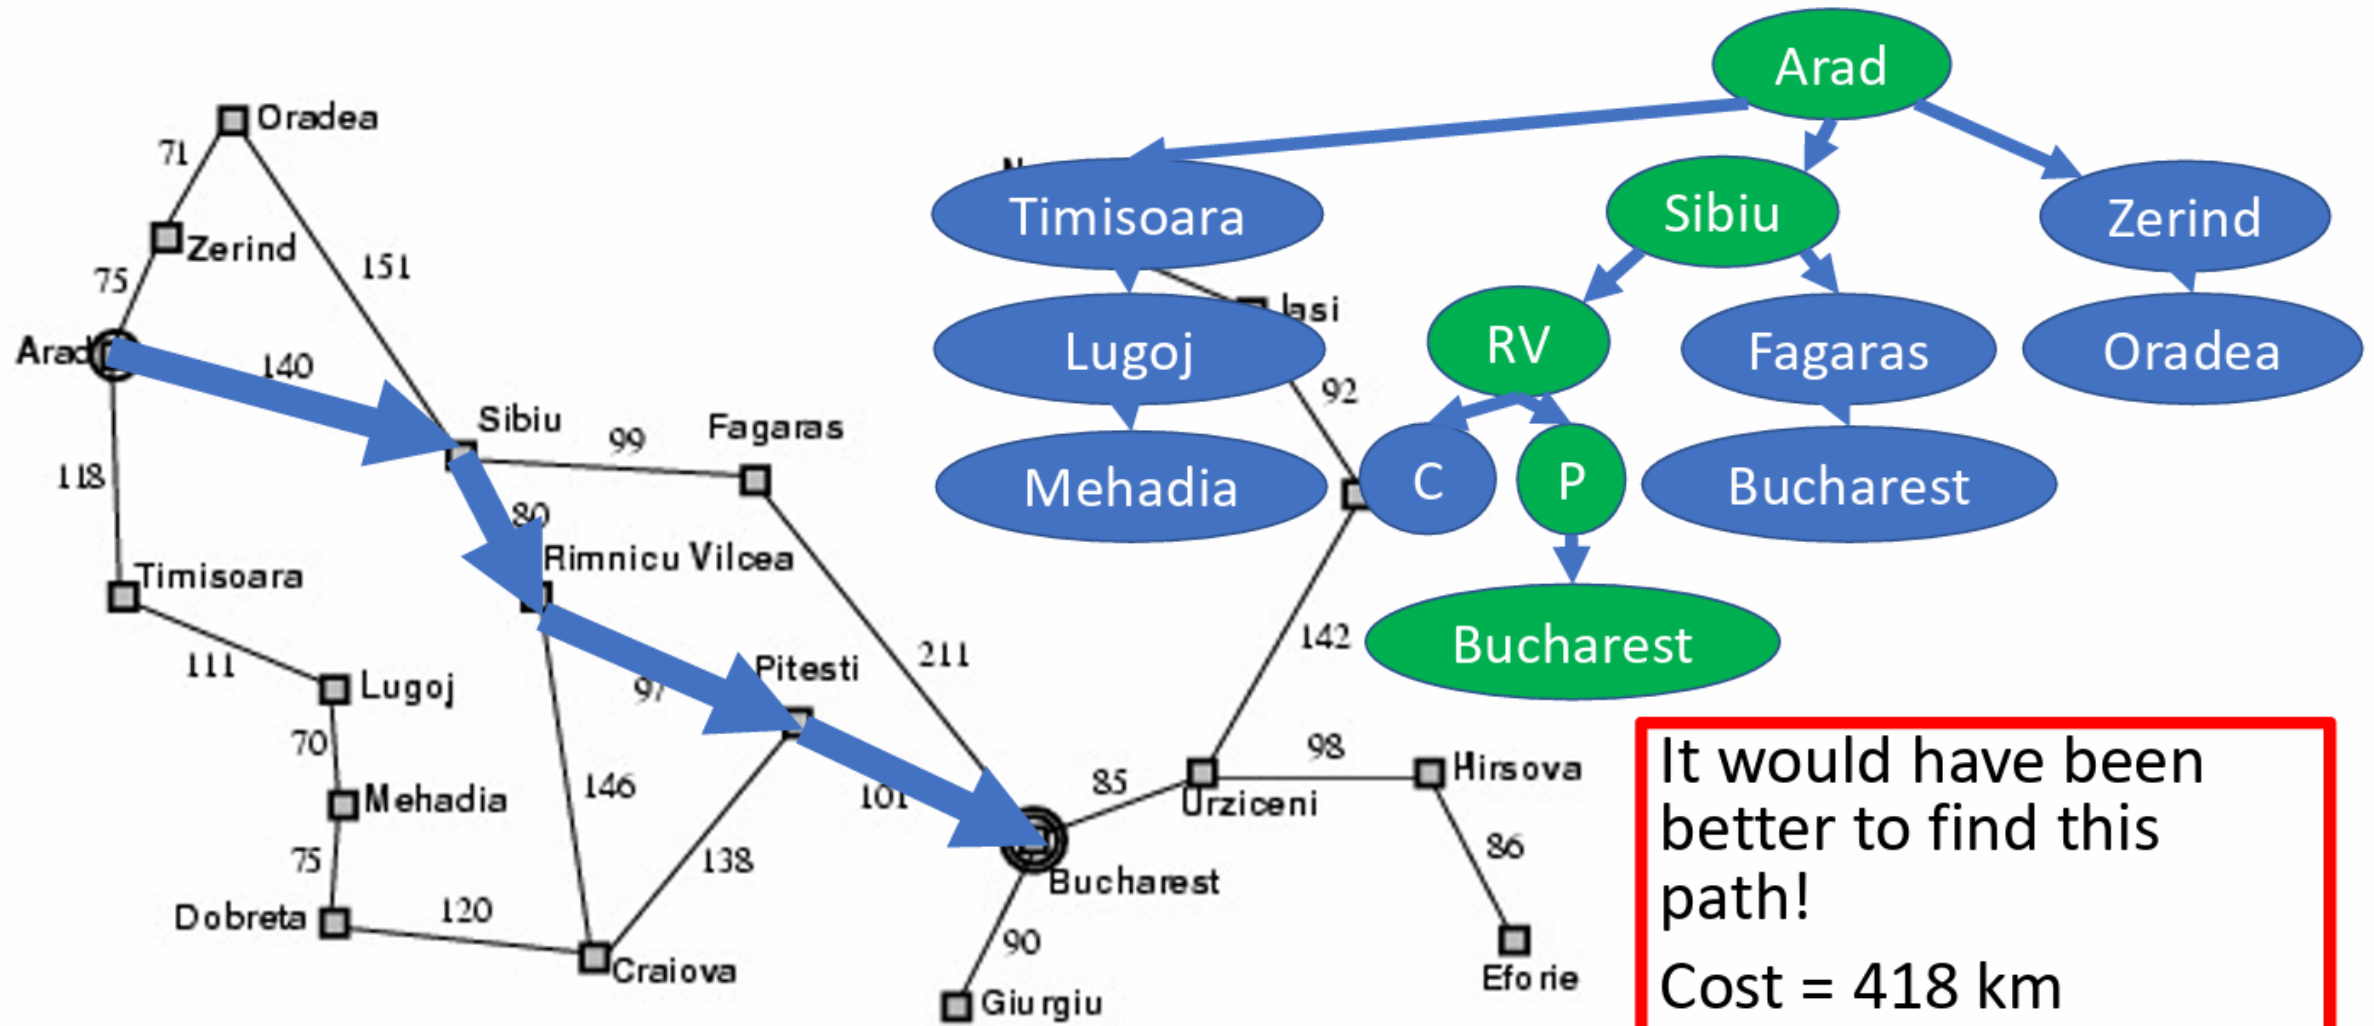 Arad
Oradea
71
Timisoara
Sibiu
Zerind
Zerind
151
75
Iasi
Lugoj
RV
Fagaras
Oradea
Arad
140
92
Sibiu
99
Fagaras
118
Mehadia
C
P
Bucharest
80
Rimnicu Vilcea
Timisoara
142
Bucharest
211
111
Lugoj
97
Pitesti
70
146
101
85
98
Hirsova
Urziceni
Mehadia
75
138
86
Bucharest
Dobreta
120
90
Craiova
Giurgiu
Eforie
It would have been
better to find this
path!
Cost = 418 km